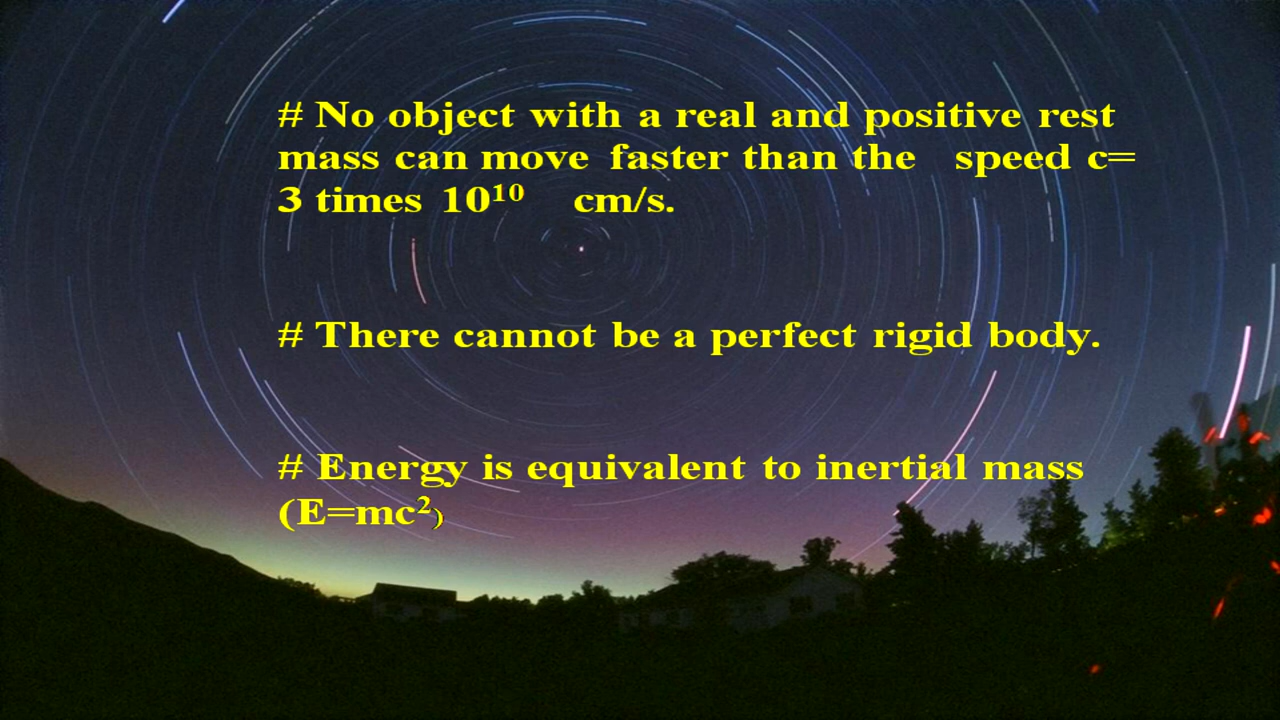 # No object with a real and positive rest
mass can move faster than the speed c=
3 times 10¹⁰ cm/s.
# There cannot be a perfect rigid body.
# Energy is equivalent to inertial mass
(E=mc²)